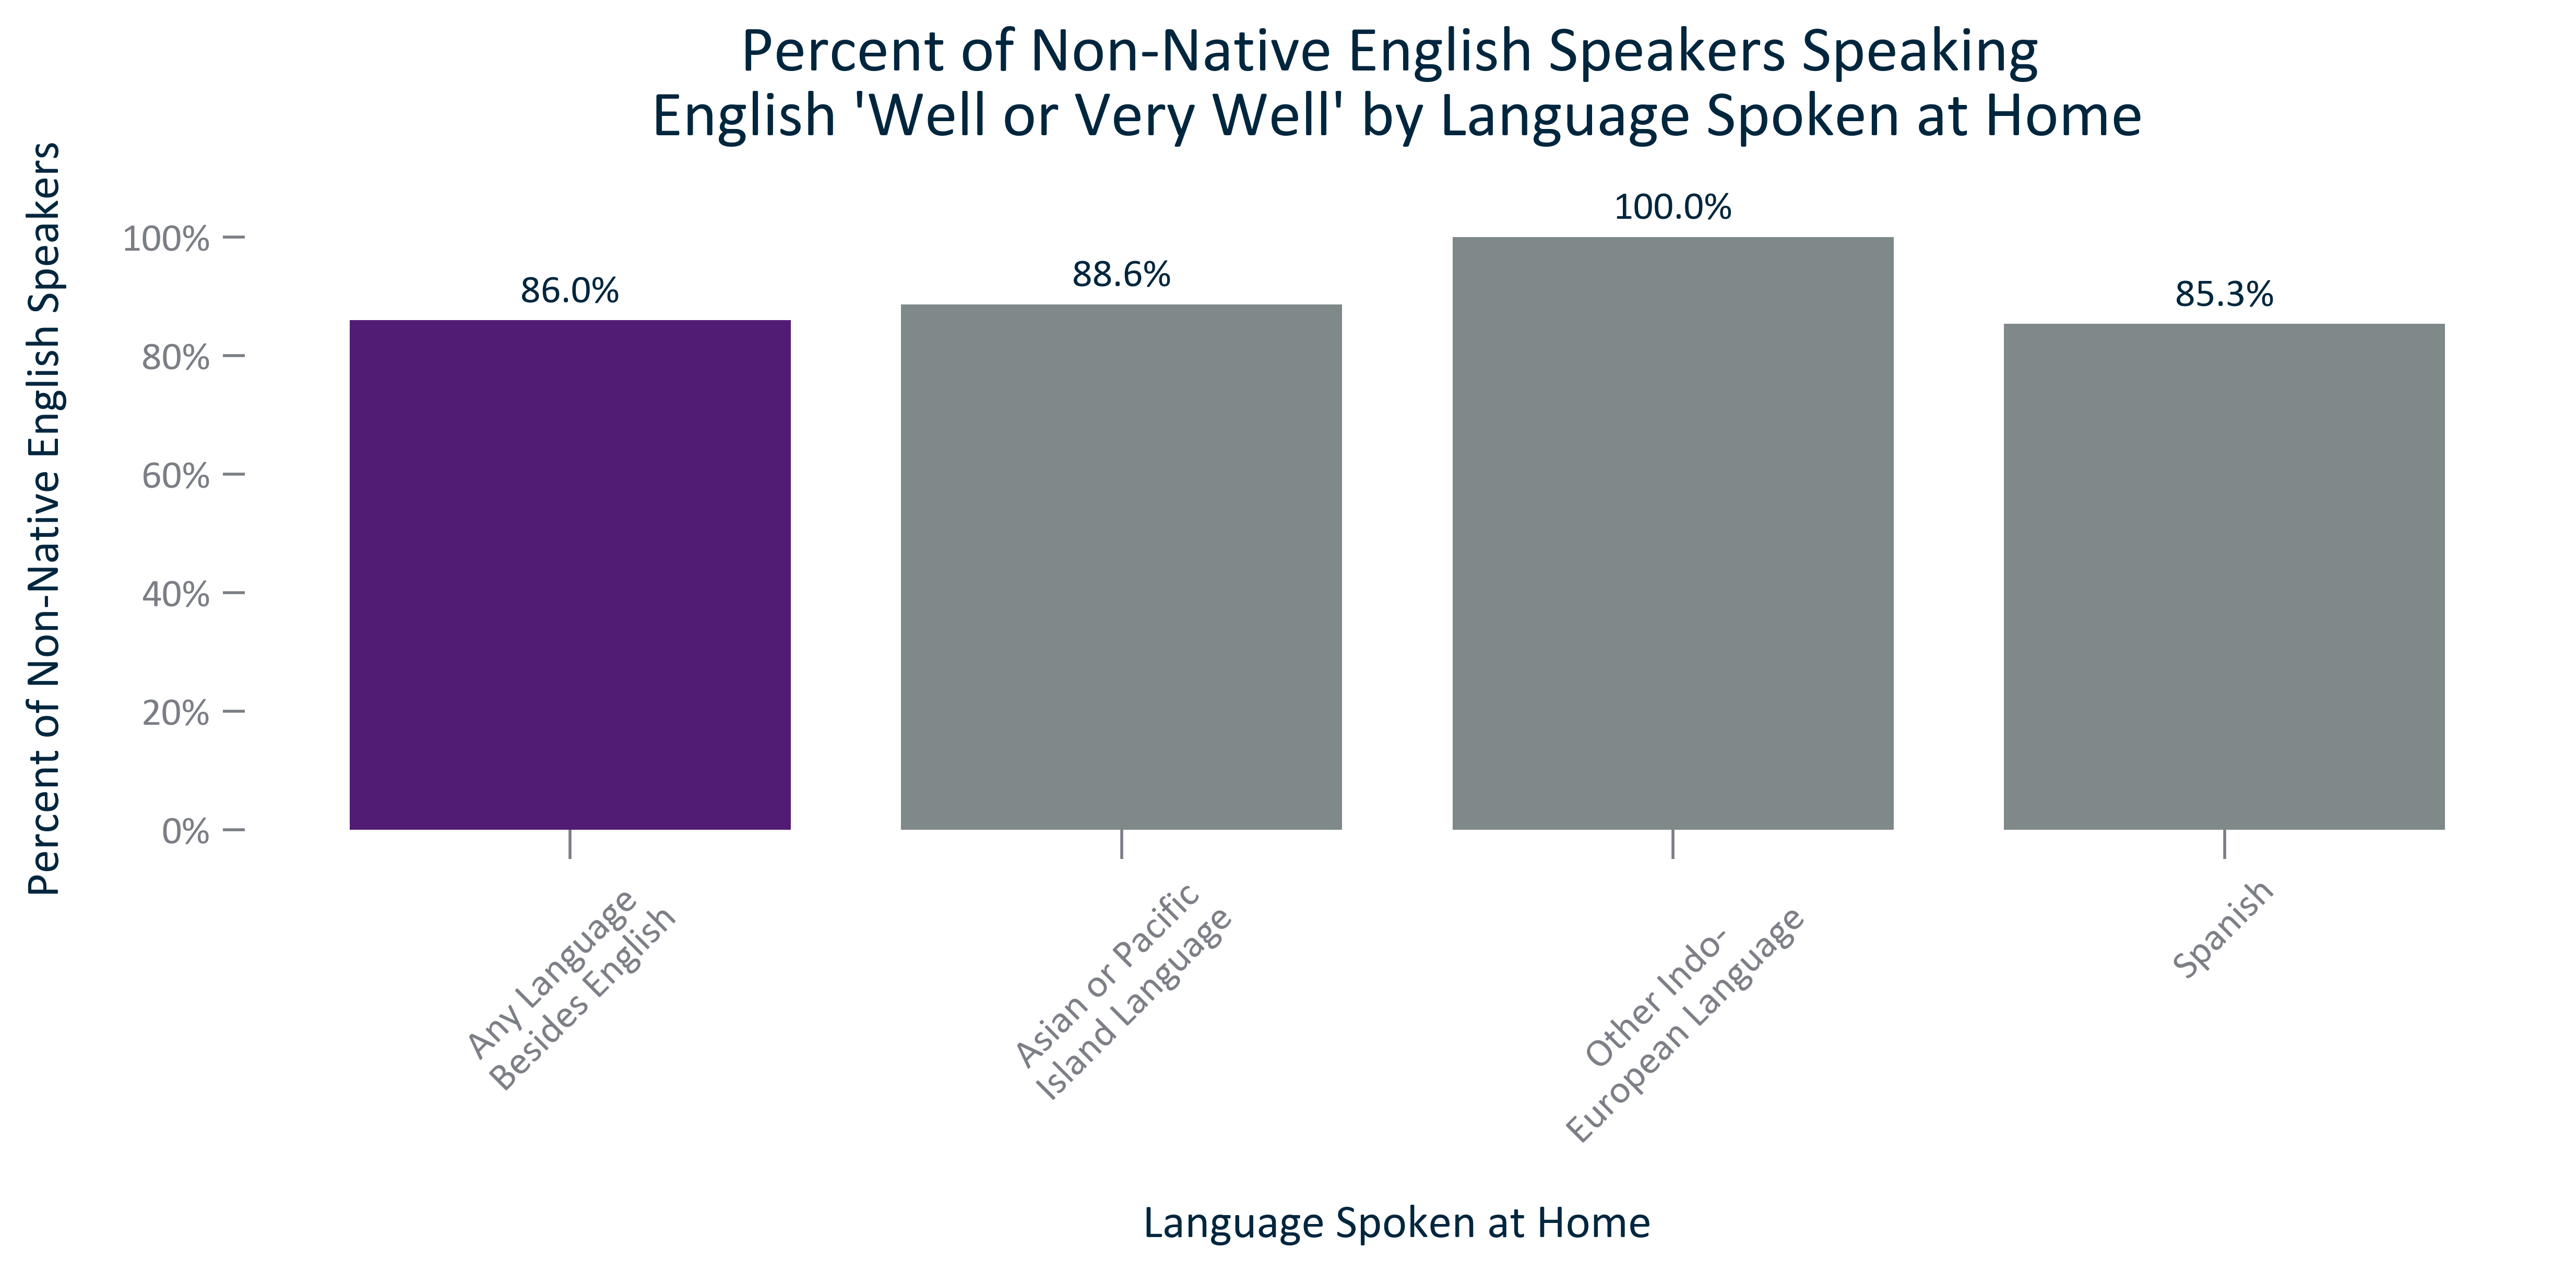 Percent of Non-Native English Speakers Speaking
English 'Well or Very Well' by Language Spoken at Home
Percent of Non-Native English Speakers
100%
80%
60%
40%
20%
0%
86.0%
88.6%
100.0%
85.3%
Any Language
Besides English
Asian or Pacific
Island Language
Other Indo-
European Language
Spanish
Language Spoken at Home